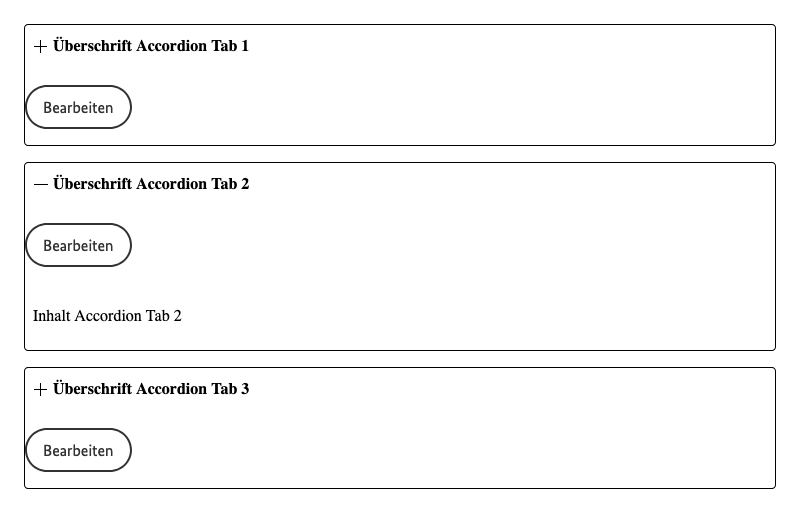 Überschrift Accordion Tab 1
Bearbeiten
Überschrift Accordion Tab 2
Bearbeiten
Inhalt Accordion Tab 2
Überschrift Accordion Tab 3
Bearbeiten